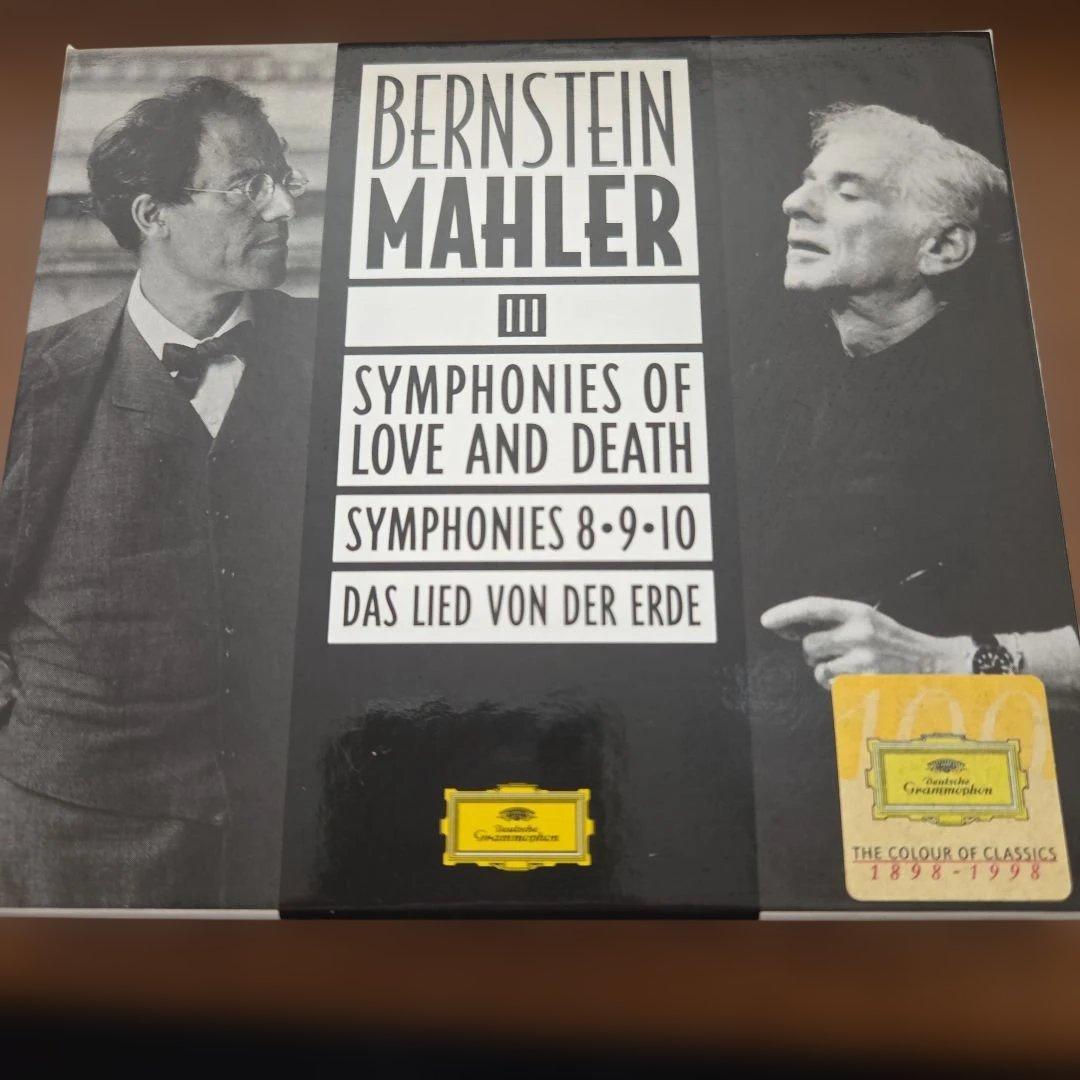 BERNSTEIN
MAHLER
III
SYMPHONIES OF
LOVE AND DEATH
SYMPHONIES 8•9•10
DAS LIED VON DER ERDE
Deutsche
Grammophon
100
Deutsche
Grammophon
THE COLOUR OF CLASSICS
1898-1998